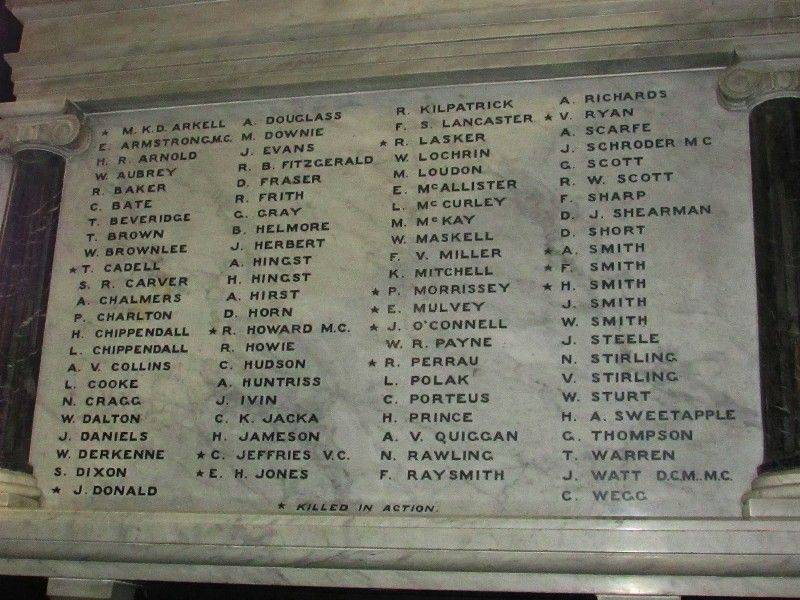 ★ M. K. D. ARKELL
E. ARMSTRONG M.C.
H. R. ARNOLD
W. AUBREY
R. BAKER
C. BATE
T. BEVERIDGE
T. BROWN
W. BROWNLEE
★ T. CADELL
S. R. CARVER
A. CHALMERS
P. CHARLTON
H. CHIPPENDALL
L. CHIPPENDALL
A. V. COLLINS
L. COOKE
N. CRAGG
W. DALTON
J. DANIELS
W. DERKENNE
S. DIXON
★ J. DONALD
A. DOUGLASS
M. DOWNIE
J. EVANS
R. B. FITZGERALD
D. FRASER
R. FRITH
G. GRAY
B. HELMORE
J. HERBERT
A. HINGST
H. HINGST
A. HIRST
D. HORN
★ R. HOWARD M.C.
R. HOWIE
C. HUDSON
A. HUNTRISS
J. IVIN
C. K. JACKA
H. JAMESON
★ C. JEFFRIES V.C.
★ E. H. JONES
R. KILPATRICK
F. S. LANCASTER
★ R. LASKER
W. LOCHRIN
M. LOUDON
E. McALLISTER
L. McCURLEY
M. McKAY
W. MASKELL
F. V. MILLER
K. MITCHELL
★ P. MORRISSEY
★ E. MULVEY
★ J. O'CONNELL
W. R. PAYNE
★ R. PERRAU
L. POLAK
C. PORTEUS
H. PRINCE
A. V. QUIGGAN
N. RAWLING
F. RAYSMITH
A. RICHARDS
★ V. RYAN
A. SCARFE
J. SCHRODER M C
G. SCOTT
R. W. SCOTT
F. SHARP
D. J. SHEARMAN
D. SHORT
★ A. SMITH
★ F. SMITH
★ H. SMITH
J. SMITH
W. SMITH
J. STEELE
N. STIRLING
V. STIRLING
W. STURT
H. A. SWEETAPPLE
G. THOMPSON
T. WARREN
J. WATT D.C.M. M.C.
C. WEGG
★ KILLED IN ACTION.